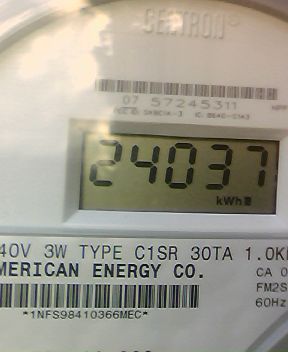 CELLTRON®
07 57245311
24037
kWh
40V 3W TYPE C1SR 30TA 1.0K
MERICAN ENERGY CO.
CA 0
FM2S
60Hz
*1NFS98410366MEC*